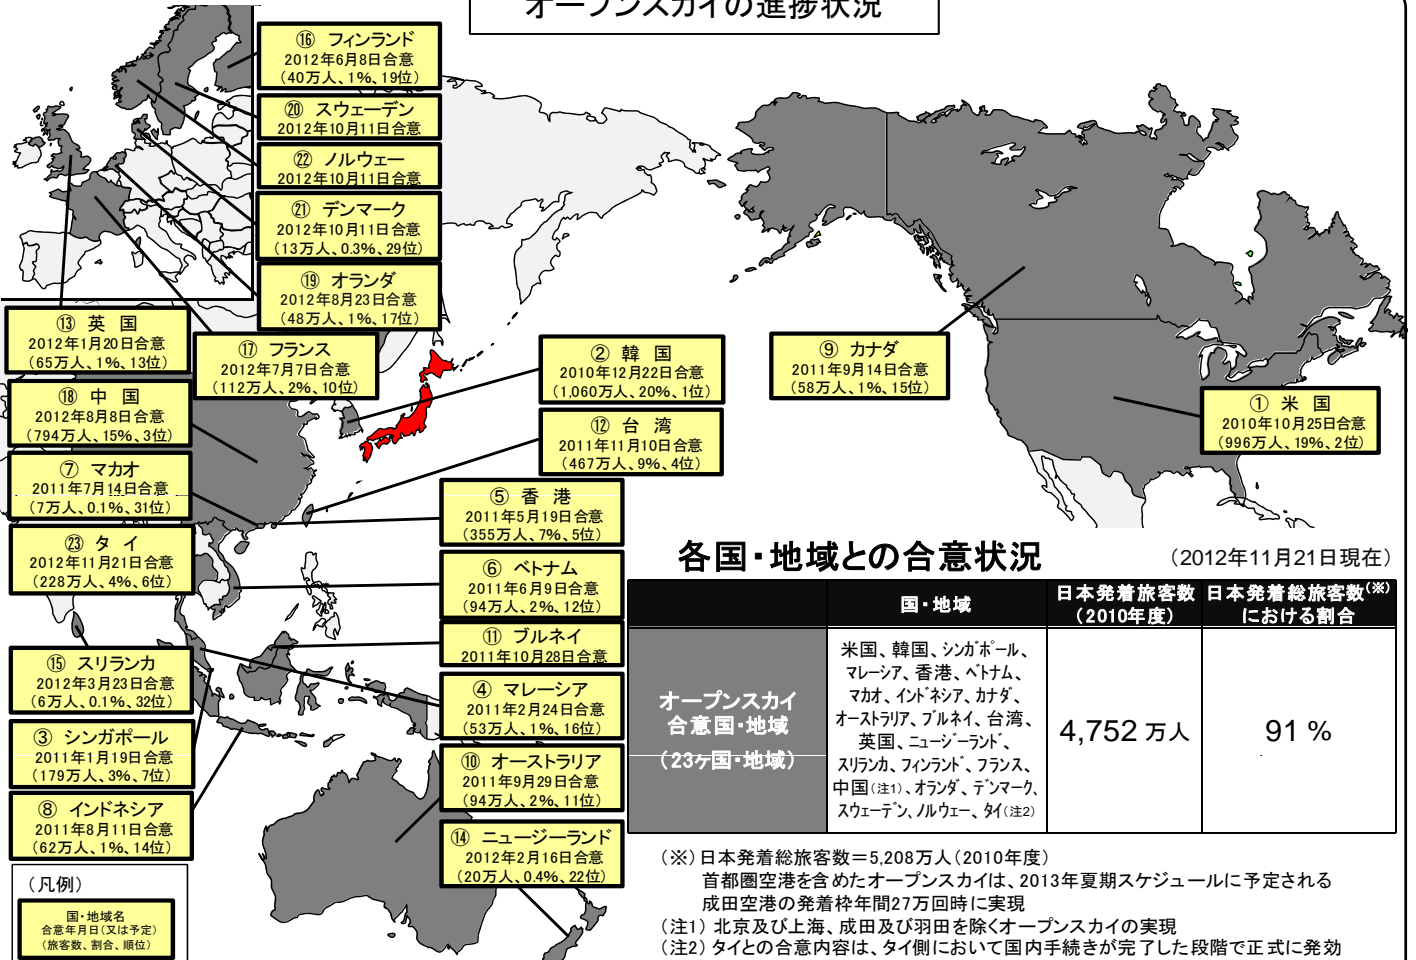 オープンスカイの進捗状況
⑯ フィンランド
2012年6月8日合意
(40万人、1%、19位)
⑳ スウェーデン
2012年10月11日合意
㉒ ノルウェー
2012年10月11日合意
㉑ デンマーク
2012年10月11日合意
(13万人、0.3%、29位)
⑲ オランダ
2012年8月23日合意
(48万人、1%、17位)
⑬ 英 国
2012年1月20日合意
(65万人、1%、13位)
⑰ フランス
2012年7月7日合意
(112万人、2%、10位)
② 韓 国
2010年12月22日合意
(1,060万人、20%、1位)
⑨ カナダ
2011年9月14日合意
(58万人、1%、15位)
① 米 国
2010年10月25日合意
(996万人、19%、2位)
⑱ 中 国
2012年8月8日合意
(794万人、15%、3位)
⑫ 台 湾
2011年11月10日合意
(467万人、9%、4位)
⑦ マカオ
2011年7月14日合意
(7万人、0.1%、31位)
⑤ 香 港
2011年5月19日合意
(355万人、7%、5位)
㉓ タ イ
2012年11月21日合意
(228万人、4%、6位)
⑥ ベトナム
2011年6月9日合意
(94万人、2%、12位)
⑪ ブルネイ
2011年10月28日合意
⑮ スリランカ
2012年3月23日合意
(6万人、0.1%、32位)
④ マレーシア
2011年2月24日合意
(53万人、1%、16位)
③ シンガポール
2011年1月19日合意
(179万人、3%、7位)
⑩ オーストラリア
2011年9月29日合意
(94万人、2%、11位)
⑧ インドネシア
2011年8月11日合意
(62万人、1%、14位)
⑭ ニュージーランド
2012年2月16日合意
(20万人、0.4%、22位)
(凡例)
国・地域名
合意年月日(又は予定)
(旅客数、割合、順位)
各国・地域との合意状況
(2012年11月21日現在)
国・地域
日本発着旅客数
(2010年度)
日本発着総旅客数(※)
における割合
オープンスカイ
合意国・地域
(23ヶ国・地域)
米国、韓国、シンガポール、
マレーシア、香港、ベトナム、
マカオ、インドネシア、カナダ、
オーストラリア、ブルネイ、台湾、
英国、ニュージーランド、
スリランカ、フィンランド、フランス、
中国(注1)、オランダ、デンマーク、
スウェーデン、ノルウェー、タイ(注2)
4,752 万人
91 %
(※) 日本発着総旅客数=5,208万人(2010年度)
首都圏空港を含めたオープンスカイは、2013年夏期スケジュールに予定される
成田空港の発着枠年間27万回時に実現
(注1) 北京及び上海、成田及び羽田を除くオープンスカイの実現
(注2) タイとの合意内容は、タイ側において国内手続きが完了した段階で正式に発効